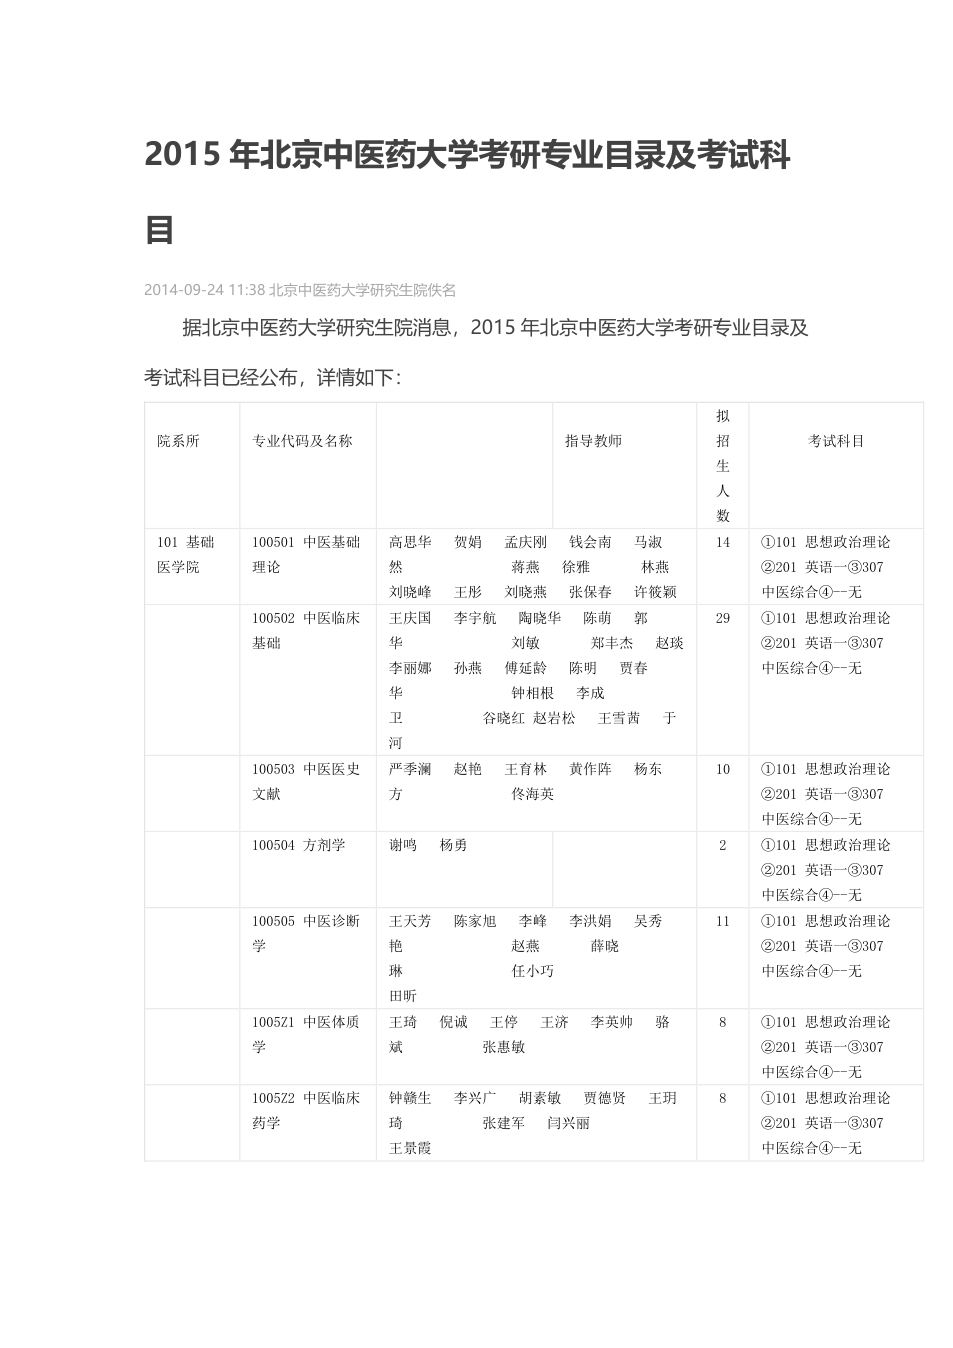 2015 年北京中医药大学考研专业目录及考试科
目
2014-09-24 11:38 北京中医药大学研究生院佚名
据北京中医药大学研究生院消息，2015 年北京中医药大学考研专业目录及
考试科目已经公布，详情如下：
院系所 专业代码及名称 指导教师 拟招生人数 考试科目
101 基础
医学院
100501 中医基础
理论
高思华 贺娟 孟庆刚 钱会南 马淑
然 蒋燕 徐雅 林燕
刘晓峰 王彤 刘晓燕 张保春 许筱颖
14
①101 思想政治理论
②201 英语一③307
中医综合④--无
100502 中医临床
基础
王庆国 李宇航 陶晓华 陈萌 郭
华 刘敏 郑丰杰 赵琰
李丽娜 孙燕 傅延龄 陈明 贾春
华 钟相根 李成
卫 谷晓红 赵岩松 王雪茜 于
河
29
①101 思想政治理论
②201 英语一③307
中医综合④--无
100503 中医医史
文献
严季澜 赵艳 王育林 黄作阵 杨东
方 佟海英
10
①101 思想政治理论
②201 英语一③307
中医综合④--无
100504 方剂学
谢鸣 杨勇
2
①101 思想政治理论
②201 英语一③307
中医综合④--无
100505 中医诊断
学
王天芳 陈家旭 李峰 李洪娟 吴秀
艳 赵燕 薛晓
琳 任小巧
田昕
11
①101 思想政治理论
②201 英语一③307
中医综合④--无
1005Z1 中医体质
学
王琦 倪诚 王停 王济 李英帅 骆
斌 张惠敏
8
①101 思想政治理论
②201 英语一③307
中医综合④--无
1005Z2 中医临床
药学
钟赣生 李兴广 胡素敏 贾德贤 王玥
琦 张建军 闫兴丽
王景霞
8
①101 思想政治理论
②201 英语一③307
中医综合④--无